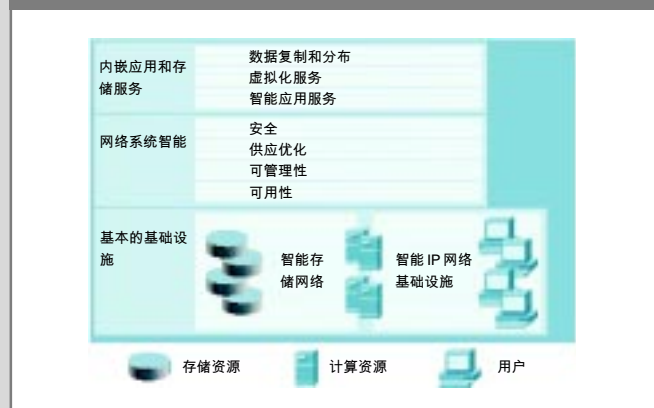 内嵌应用和存
储服务
数据复制和分布
虚拟化服务
智能应用服务
网络系统智能
安全
供应优化
可管理性
可用性
基本的基础设
施
智能存
储网络
智能 IP 网络
基础设施
存储资源
计算资源
用户